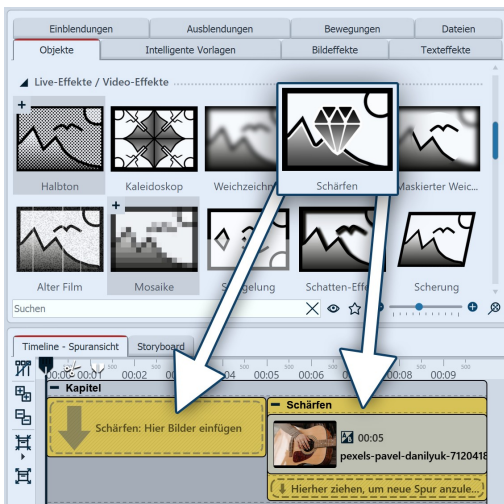 Einblendungen Ausblendungen Bewegungen Dateien
Objekte Intelligente Vorlagen Bildeffekte Texteffekte
Live-Effekte / Video-Effekte
Halbton Kaleidoskop Weichzeichn Schärfen Maskierter Weic...
Alter Film Mosaike Schatten-Effe Scherung
Suchen
Timeline - Spuransicht Storyboard
00:01 00:02 04 00:05 00:06 00:08 00:09
Kapitel
Schärfen
Schärfen: Hier Bilder einfügen
00:05
pexels-pavel-danilyuk-7120418
Hierher ziehen, um neue Spur anzule...